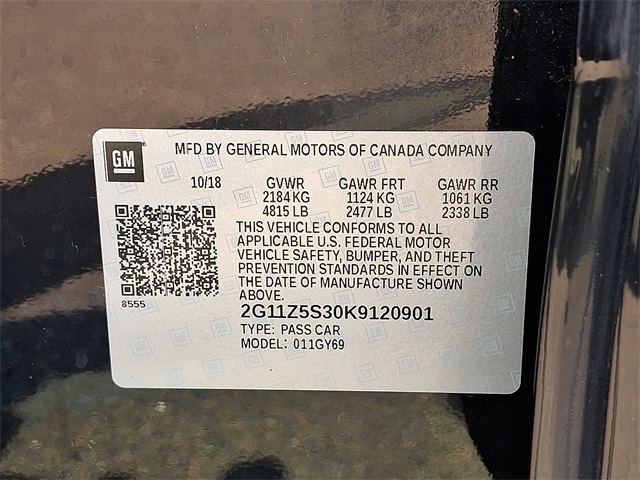 GM
MFD BY GENERAL MOTORS OF CANADA COMPANY
10/18 GVWR GAWR FRT GAWR RR
2184 KG 1124 KG 1061 KG
4815 LB 2477 LB 2338 LB
THIS VEHICLE CONFORMS TO ALL
APPLICABLE U.S. FEDERAL MOTOR
VEHICLE SAFETY, BUMPER, AND THEFT
PREVENTION STANDARDS IN EFFECT ON
THE DATE OF MANUFACTURE SHOWN
ABOVE.
8555
2G11Z5S30K9120901
TYPE: PASS CAR
MODEL: 011GY69